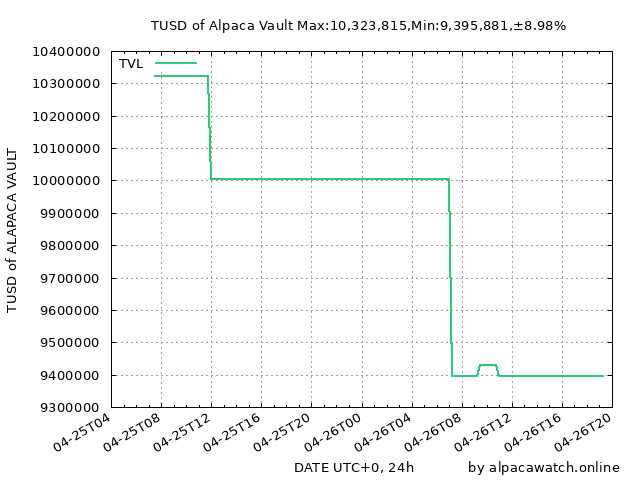 TUSD of Alpaca Vault Max:10,323,815,Min:9,395,881,±8.98%
TVL
TUSD of ALAPACA VAULT
10400000
10300000
10200000
10100000
10000000
9900000
9800000
9700000
9600000
9500000
9400000
9300000
04-25T04
04-25T08
04-25T12
04-25T16
04-25T20
04-26T00
04-26T04
04-26T08
04-26T12
04-26T16
04-26T20
DATE UTC+0, 24h
by alpacawatch.online